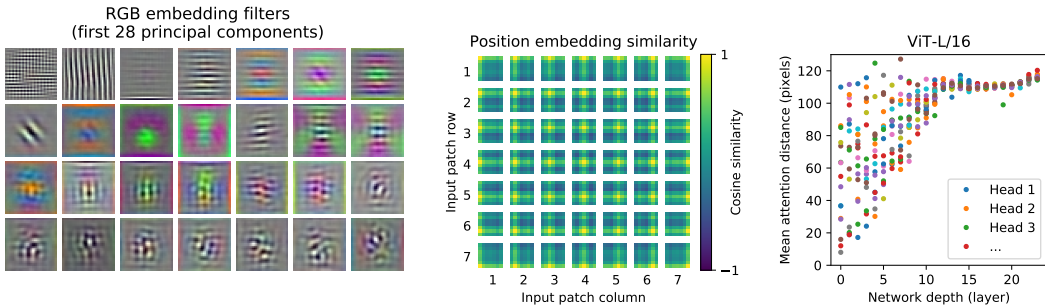 RGB embedding filters
(first 28 principal components)
Position embedding similarity
1
2
3
4
5
6
7
Input patch row
1 2 3 4 5 6 7
Input patch column
1
−1
Cosine similarity
ViT-L/16
Mean attention distance (pixels)
120
100
80
60
40
20
0
0 5 10 15 20
Network depth (layer)
Head 1
Head 2
Head 3
...